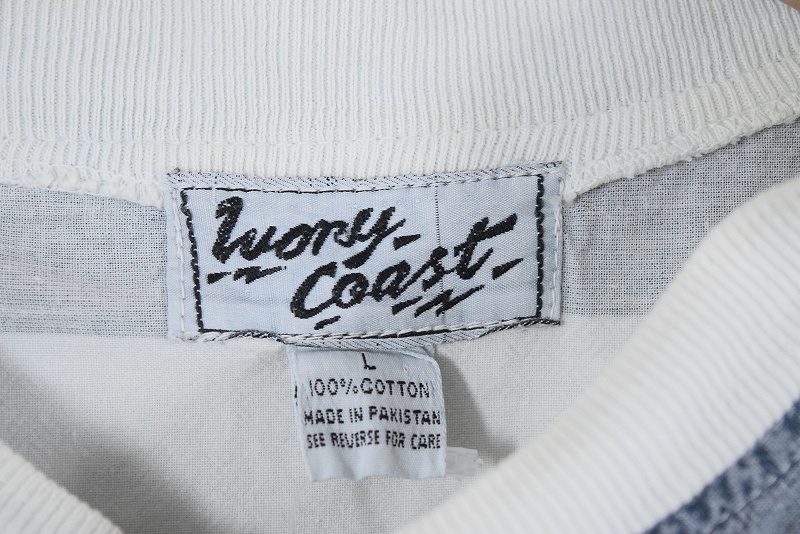 Ivory
Coast
L
100% COTTON
MADE IN PAKISTAN
SEE REVERSE FOR CARE